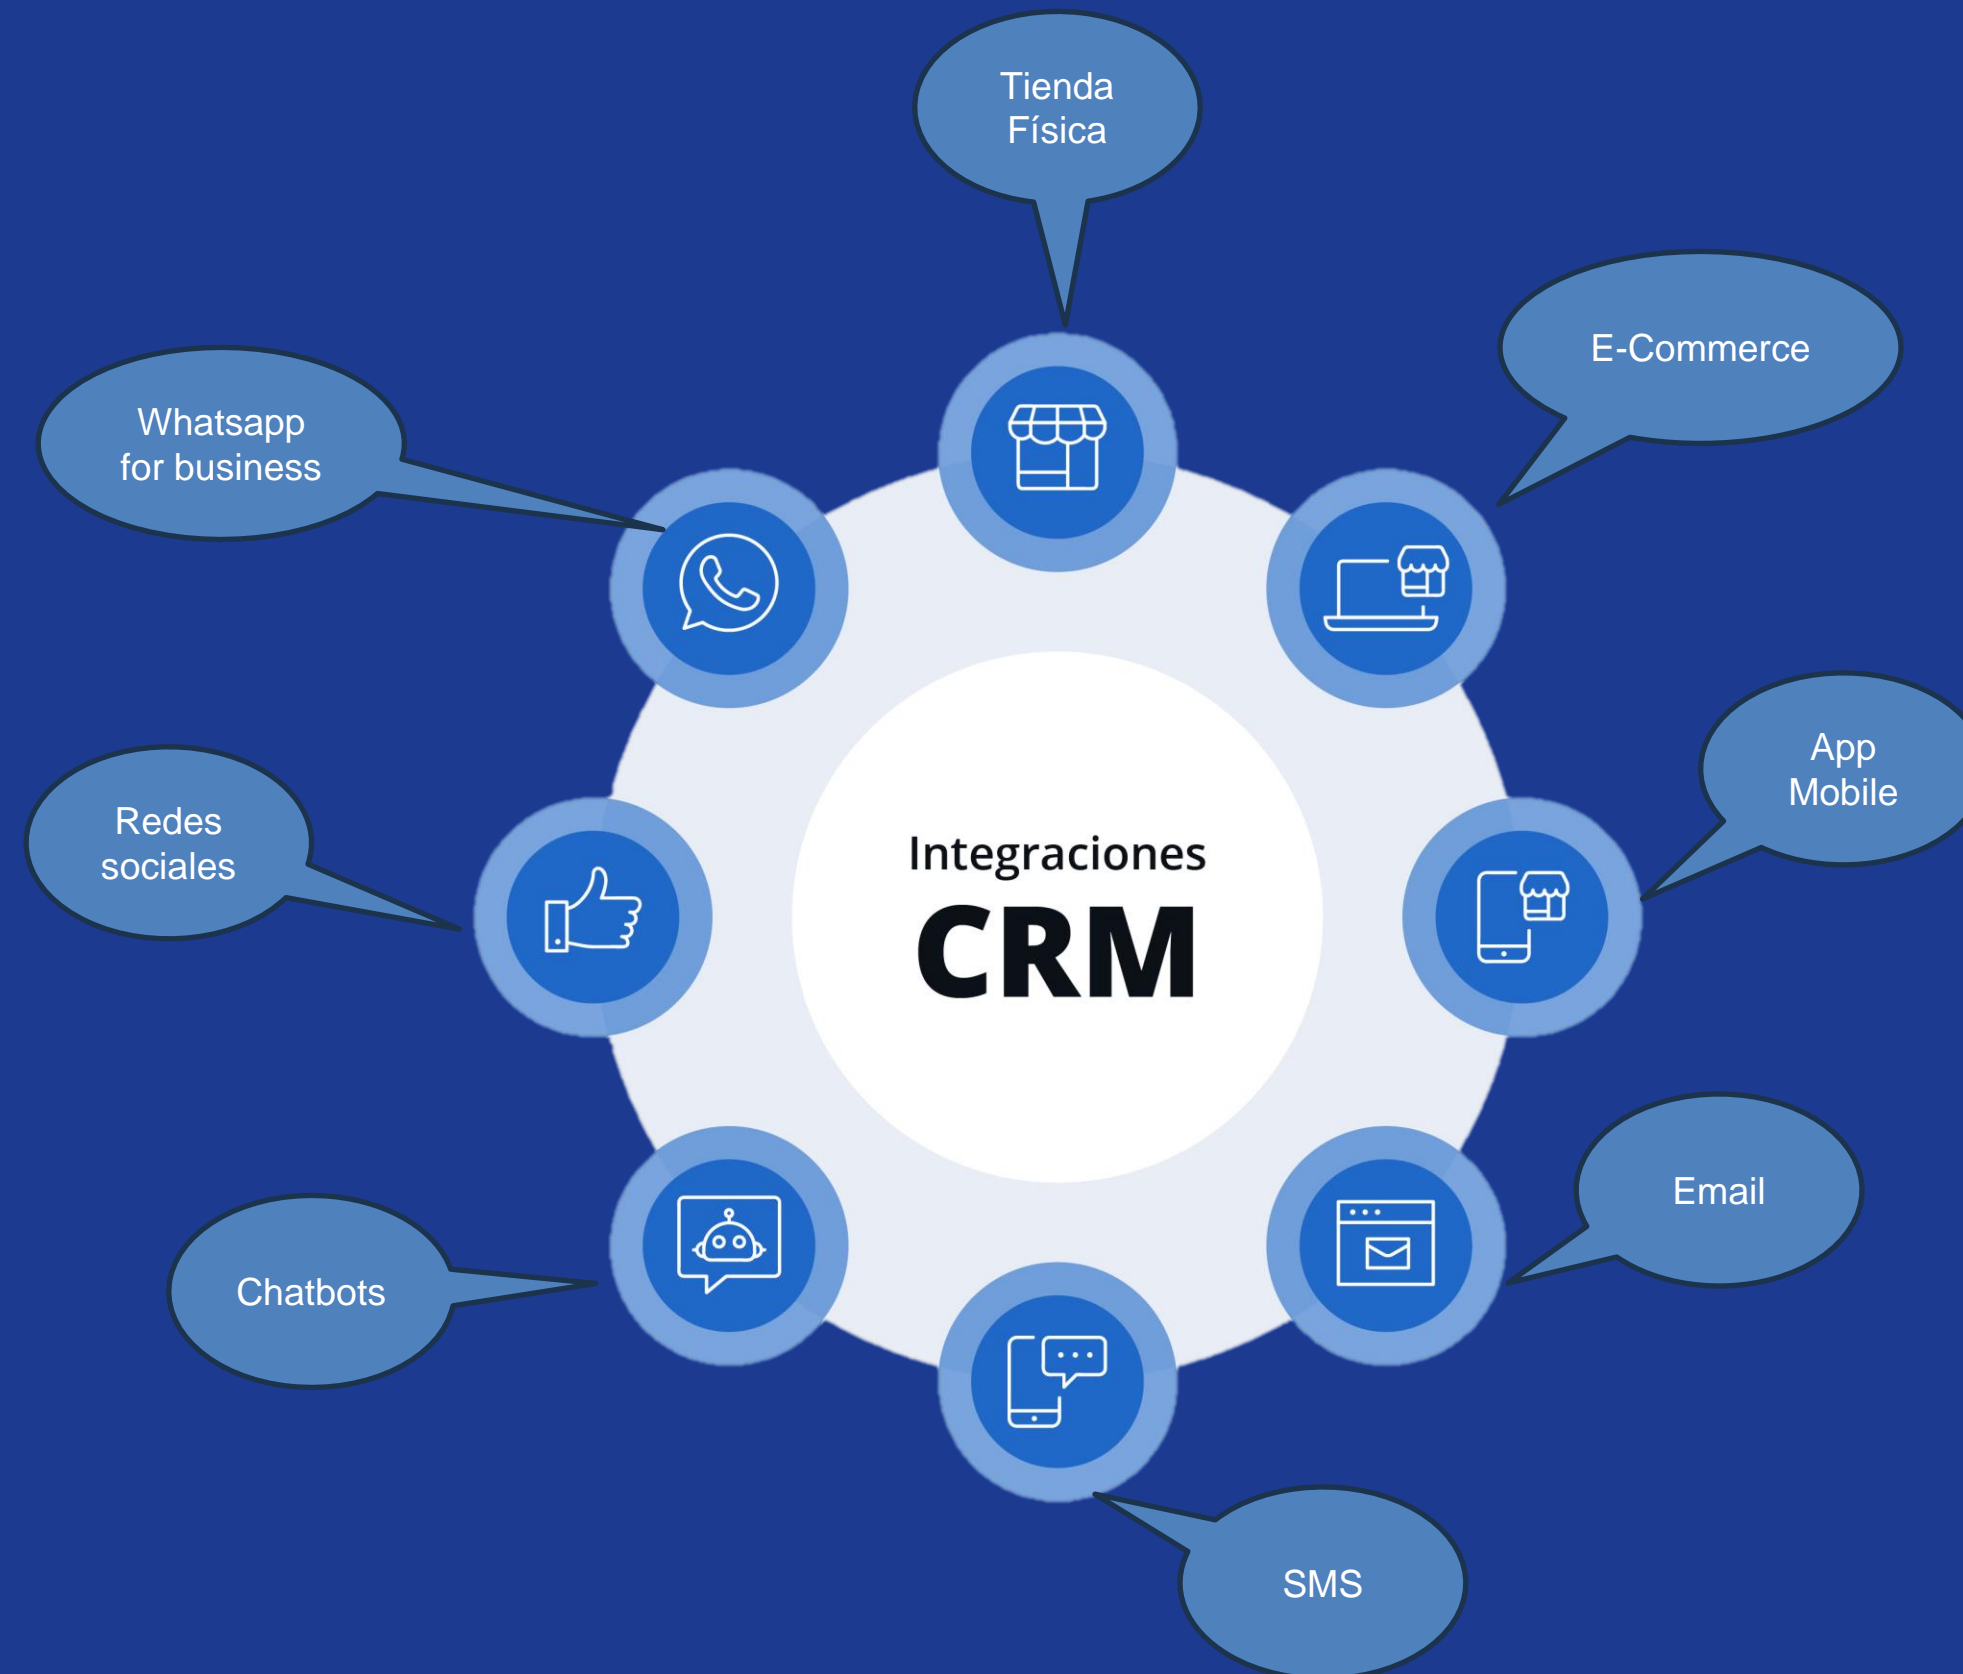 Tienda
Física
E-Commerce
Whatsapp
for business
App
Mobile
Redes
sociales
Integraciones
CRM
Email
Chatbots
SMS